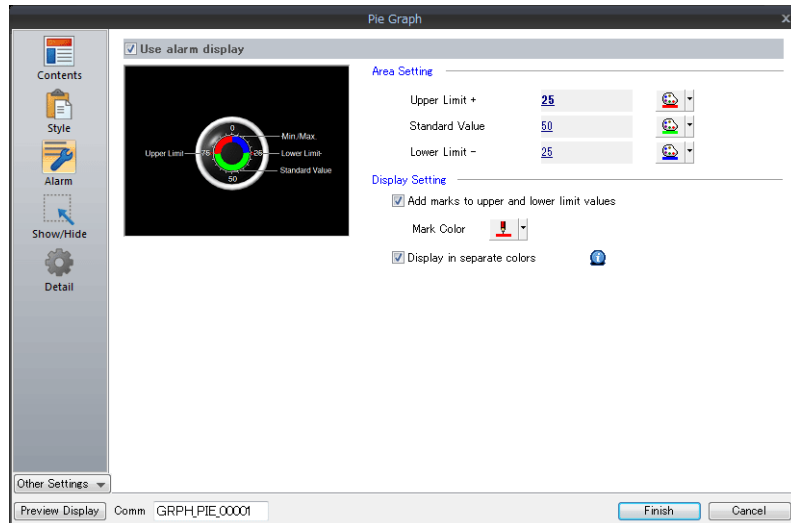 Pie Graph
x
Contents
Style
Alarm
Show/Hide
Detail
Other Settings
Use alarm display
0
Min./Max.
Upper Limit
75
25
Lower Limit-
Standard Value
50
Area Setting
Upper Limit + 25
Standard Value 50
Lower Limit - 25
Display Setting
Add marks to upper and lower limit values
Mark Color
Display in separate colors
Preview Display Comm GRPH_PIE_00001 Finish Cancel